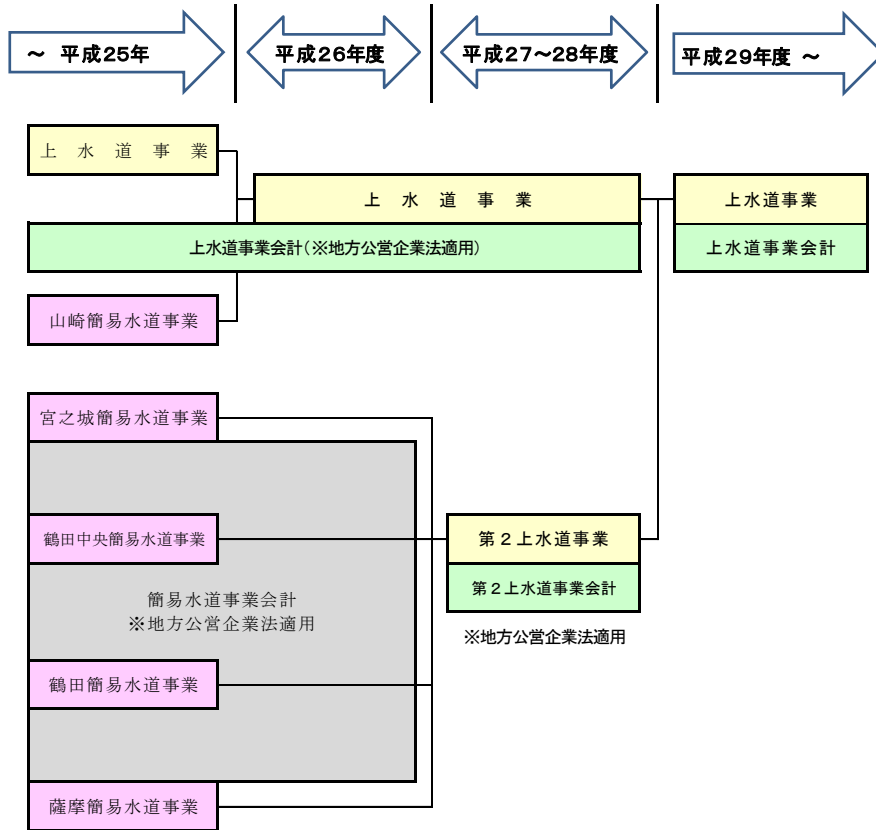 ～ 平成25年
平成26年度
平成27～28年度
平成29年度 ～
上 水 道 事 業
上 水 道 事 業
上水道事業
上水道事業会計（※地方公営企業法適用）
上水道事業会計
山崎簡易水道事業
宮之城簡易水道事業
鶴田中央簡易水道事業
第２上水道事業
第２上水道事業会計
簡易水道事業会計
※地方公営企業法適用
※地方公営企業法適用
鶴田簡易水道事業
薩摩簡易水道事業